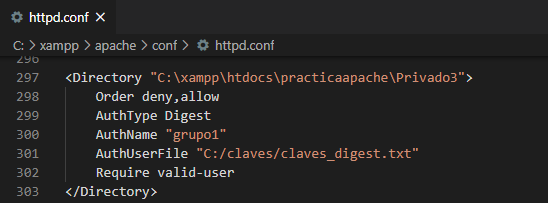 httpd.conf ×
C: > xampp > apache > conf > httpd.conf
296
297 <Directory "C:\xampp\htdocs\practicaapache\Privado3">
298 Order deny,allow
299 AuthType Digest
300 AuthName "grupo1"
301 AuthUserFile "C:/claves/claves_digest.txt"
302 Require valid-user
303 </Directory>